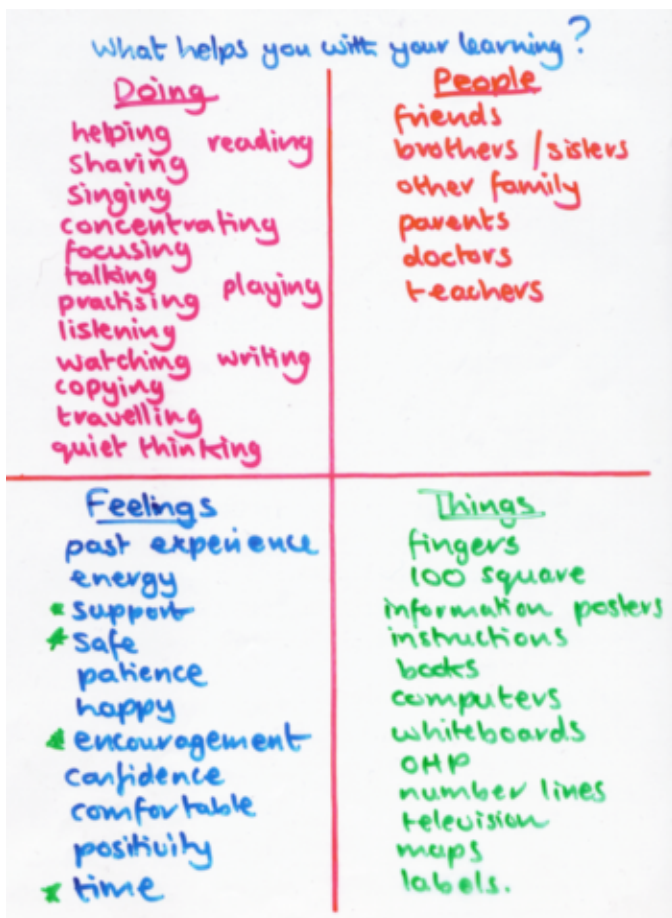 What helps you with your learning?
Doing
helping reading
sharing
singing
concentrating
focusing
talking
practising playing
listening
watching writing
copying
travelling
quiet thinking
People
friends
brothers / sisters
other family
parents
doctors
teachers
Feelings
past experience
energy
support
* safe
patience
happy
encouragement
confidence
comfortable
positivity
* time
Things
fingers
100 square
information posters
instructions
books
computers
whiteboards
OHP
number lines
television
maps
labels.